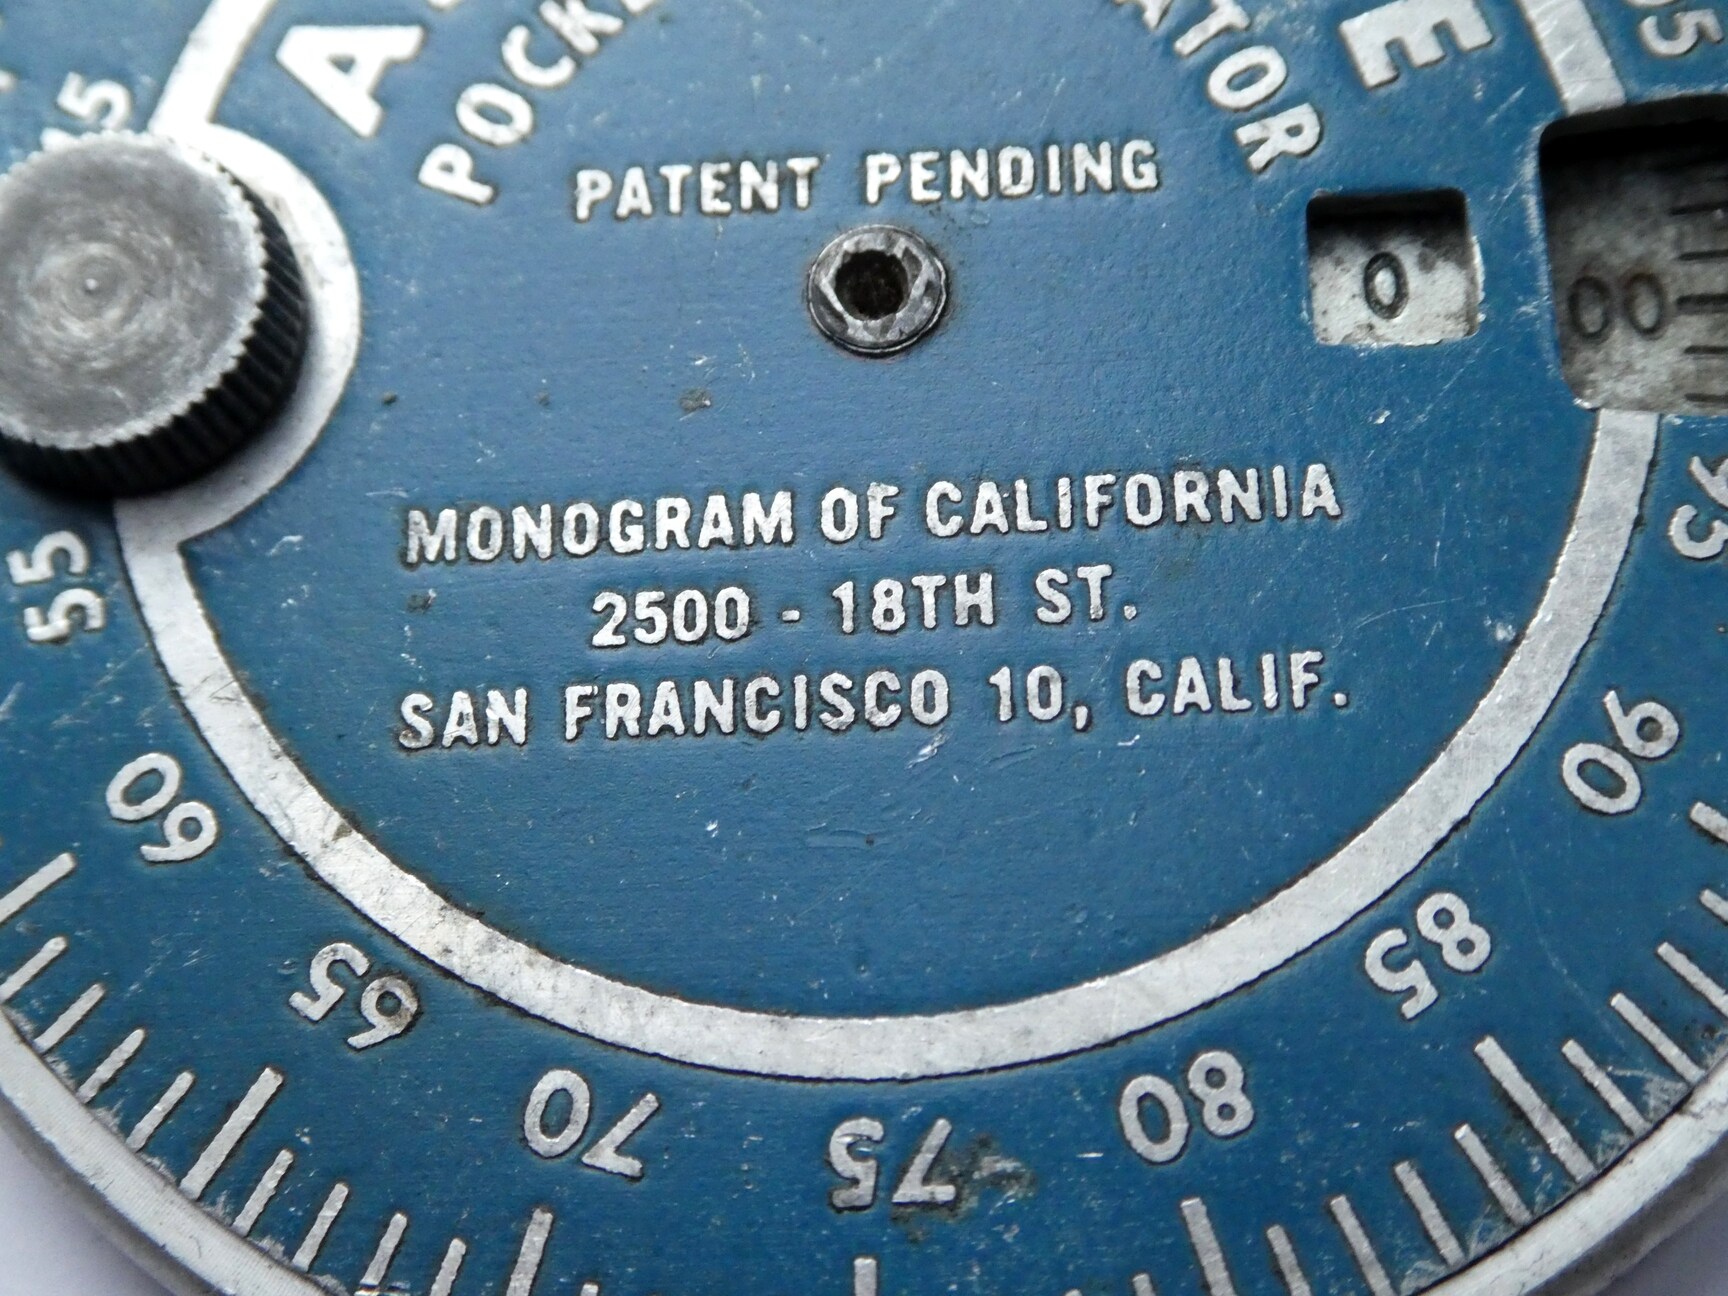 PATENT PENDING
0
00
MONOGRAM OF CALIFORNIA
2500 - 18TH ST.
SAN FRANCISCO 10, CALIF.
55
60
65
70
75
80
85
90
95